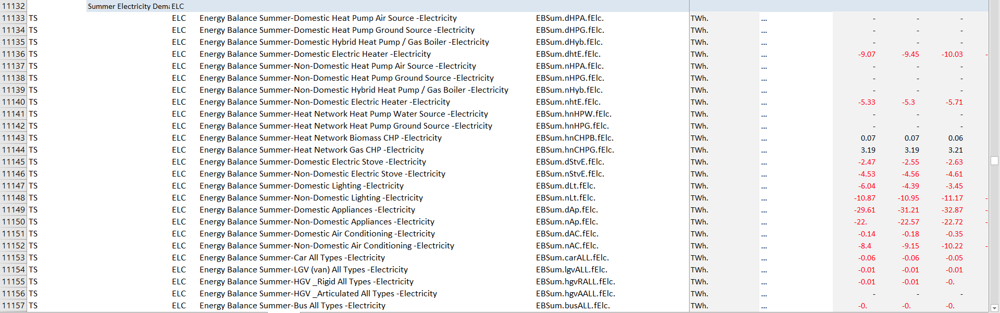 11132 Summer Electricity Dema ELC
11133 TS ELC Energy Balance Summer-Domestic Heat Pump Air Source -Electricity EBSum.dHPA.fElc. TWh. ... - - -
11134 TS ELC Energy Balance Summer-Domestic Heat Pump Ground Source -Electricity EBSum.dHPG.fElc. TWh. ... - - -
11135 TS ELC Energy Balance Summer-Domestic Hybrid Heat Pump / Gas Boiler -Electricity EBSum.dHyb.fElc. TWh. ... - - -
11136 TS ELC Energy Balance Summer-Domestic Electric Heater -Electricity EBSum.dhtE.fElc. TWh. ... -9.07 -9.45 -10.03 -
11137 TS ELC Energy Balance Summer-Non-Domestic Heat Pump Air Source -Electricity EBSum.nHPA.fElc. TWh. ... - - -
11138 TS ELC Energy Balance Summer-Non-Domestic Heat Pump Ground Source -Electricity EBSum.nHPG.fElc. TWh. ... - - -
11139 TS ELC Energy Balance Summer-Non-Domestic Hybrid Heat Pump / Gas Boiler -Electricity EBSum.nHyb.fElc. TWh. ... - - -
11140 TS ELC Energy Balance Summer-Non-Domestic Electric Heater -Electricity EBSum.nhtE.fElc. TWh. ... -5.33 -5.3 -5.71
11141 TS ELC Energy Balance Summer-Heat Network Heat Pump Water Source -Electricity EBSum.hnHPW.fElc. TWh. ... - - -
11142 TS ELC Energy Balance Summer-Heat Network Heat Pump Ground Source -Electricity EBSum.hnHPG.fElc. TWh. ... - - -
11143 TS ELC Energy Balance Summer-Heat Network Biomass CHP -Electricity EBSum.hnCHPB.fElc. TWh. ... 0.07 0.07 0.06
11144 TS ELC Energy Balance Summer-Heat Network Gas CHP -Electricity EBSum.hnCHPG.fElc. TWh. ... 3.19 3.19 3.21
11145 TS ELC Energy Balance Summer-Domestic Electric Stove -Electricity EBSum.dStvE.fElc. TWh. ... -2.47 -2.55 -2.63
11146 TS ELC Energy Balance Summer-Non-Domestic Electric Stove -Electricity EBSum.nStvE.fElc. TWh. ... -4.53 -4.56 -4.61
11147 TS ELC Energy Balance Summer-Domestic Lighting -Electricity EBSum.dLt.fElc. TWh. ... -6.04 -4.39 -3.45
11148 TS ELC Energy Balance Summer-Non-Domestic Lighting -Electricity EBSum.nLt.fElc. TWh. ... -10.87 -10.95 -11.17 -
11149 TS ELC Energy Balance Summer-Domestic Appliances -Electricity EBSum.dAp.fElc. TWh. ... -29.61 -31.21 -32.87 -
11150 TS ELC Energy Balance Summer-Non-Domestic Appliances -Electricity EBSum.nAp.fElc. TWh. ... -22. -22.57 -22.72 -
11151 TS ELC Energy Balance Summer-Domestic Air Conditioning -Electricity EBSum.dAC.fElc. TWh. ... -0.14 -0.18 -0.35
11152 TS ELC Energy Balance Summer-Non-Domestic Air Conditioning -Electricity EBSum.nAC.fElc. TWh. ... -8.4 -9.15 -10.22 -
11153 TS ELC Energy Balance Summer-Car All Types -Electricity EBSum.carALL.fElc. TWh. ... -0.06 -0.06 -0.05
11154 TS ELC Energy Balance Summer-LGV (van) All Types -Electricity EBSum.lgvALL.fElc. TWh. ... -0.01 -0.01 -0.01
11155 TS ELC Energy Balance Summer-HGV _Rigid All Types -Electricity EBSum.hgvRALL.fElc. TWh. ... -0.01 -0.01 -0.
11156 TS ELC Energy Balance Summer-HGV _Articulated All Types -Electricity EBSum.hgvAALL.fElc. TWh. ... - - -
11157 TS ELC Energy Balance Summer-Bus All Types -Electricity EBSum.busALL.fElc. TWh. ... -0. -0. -0.